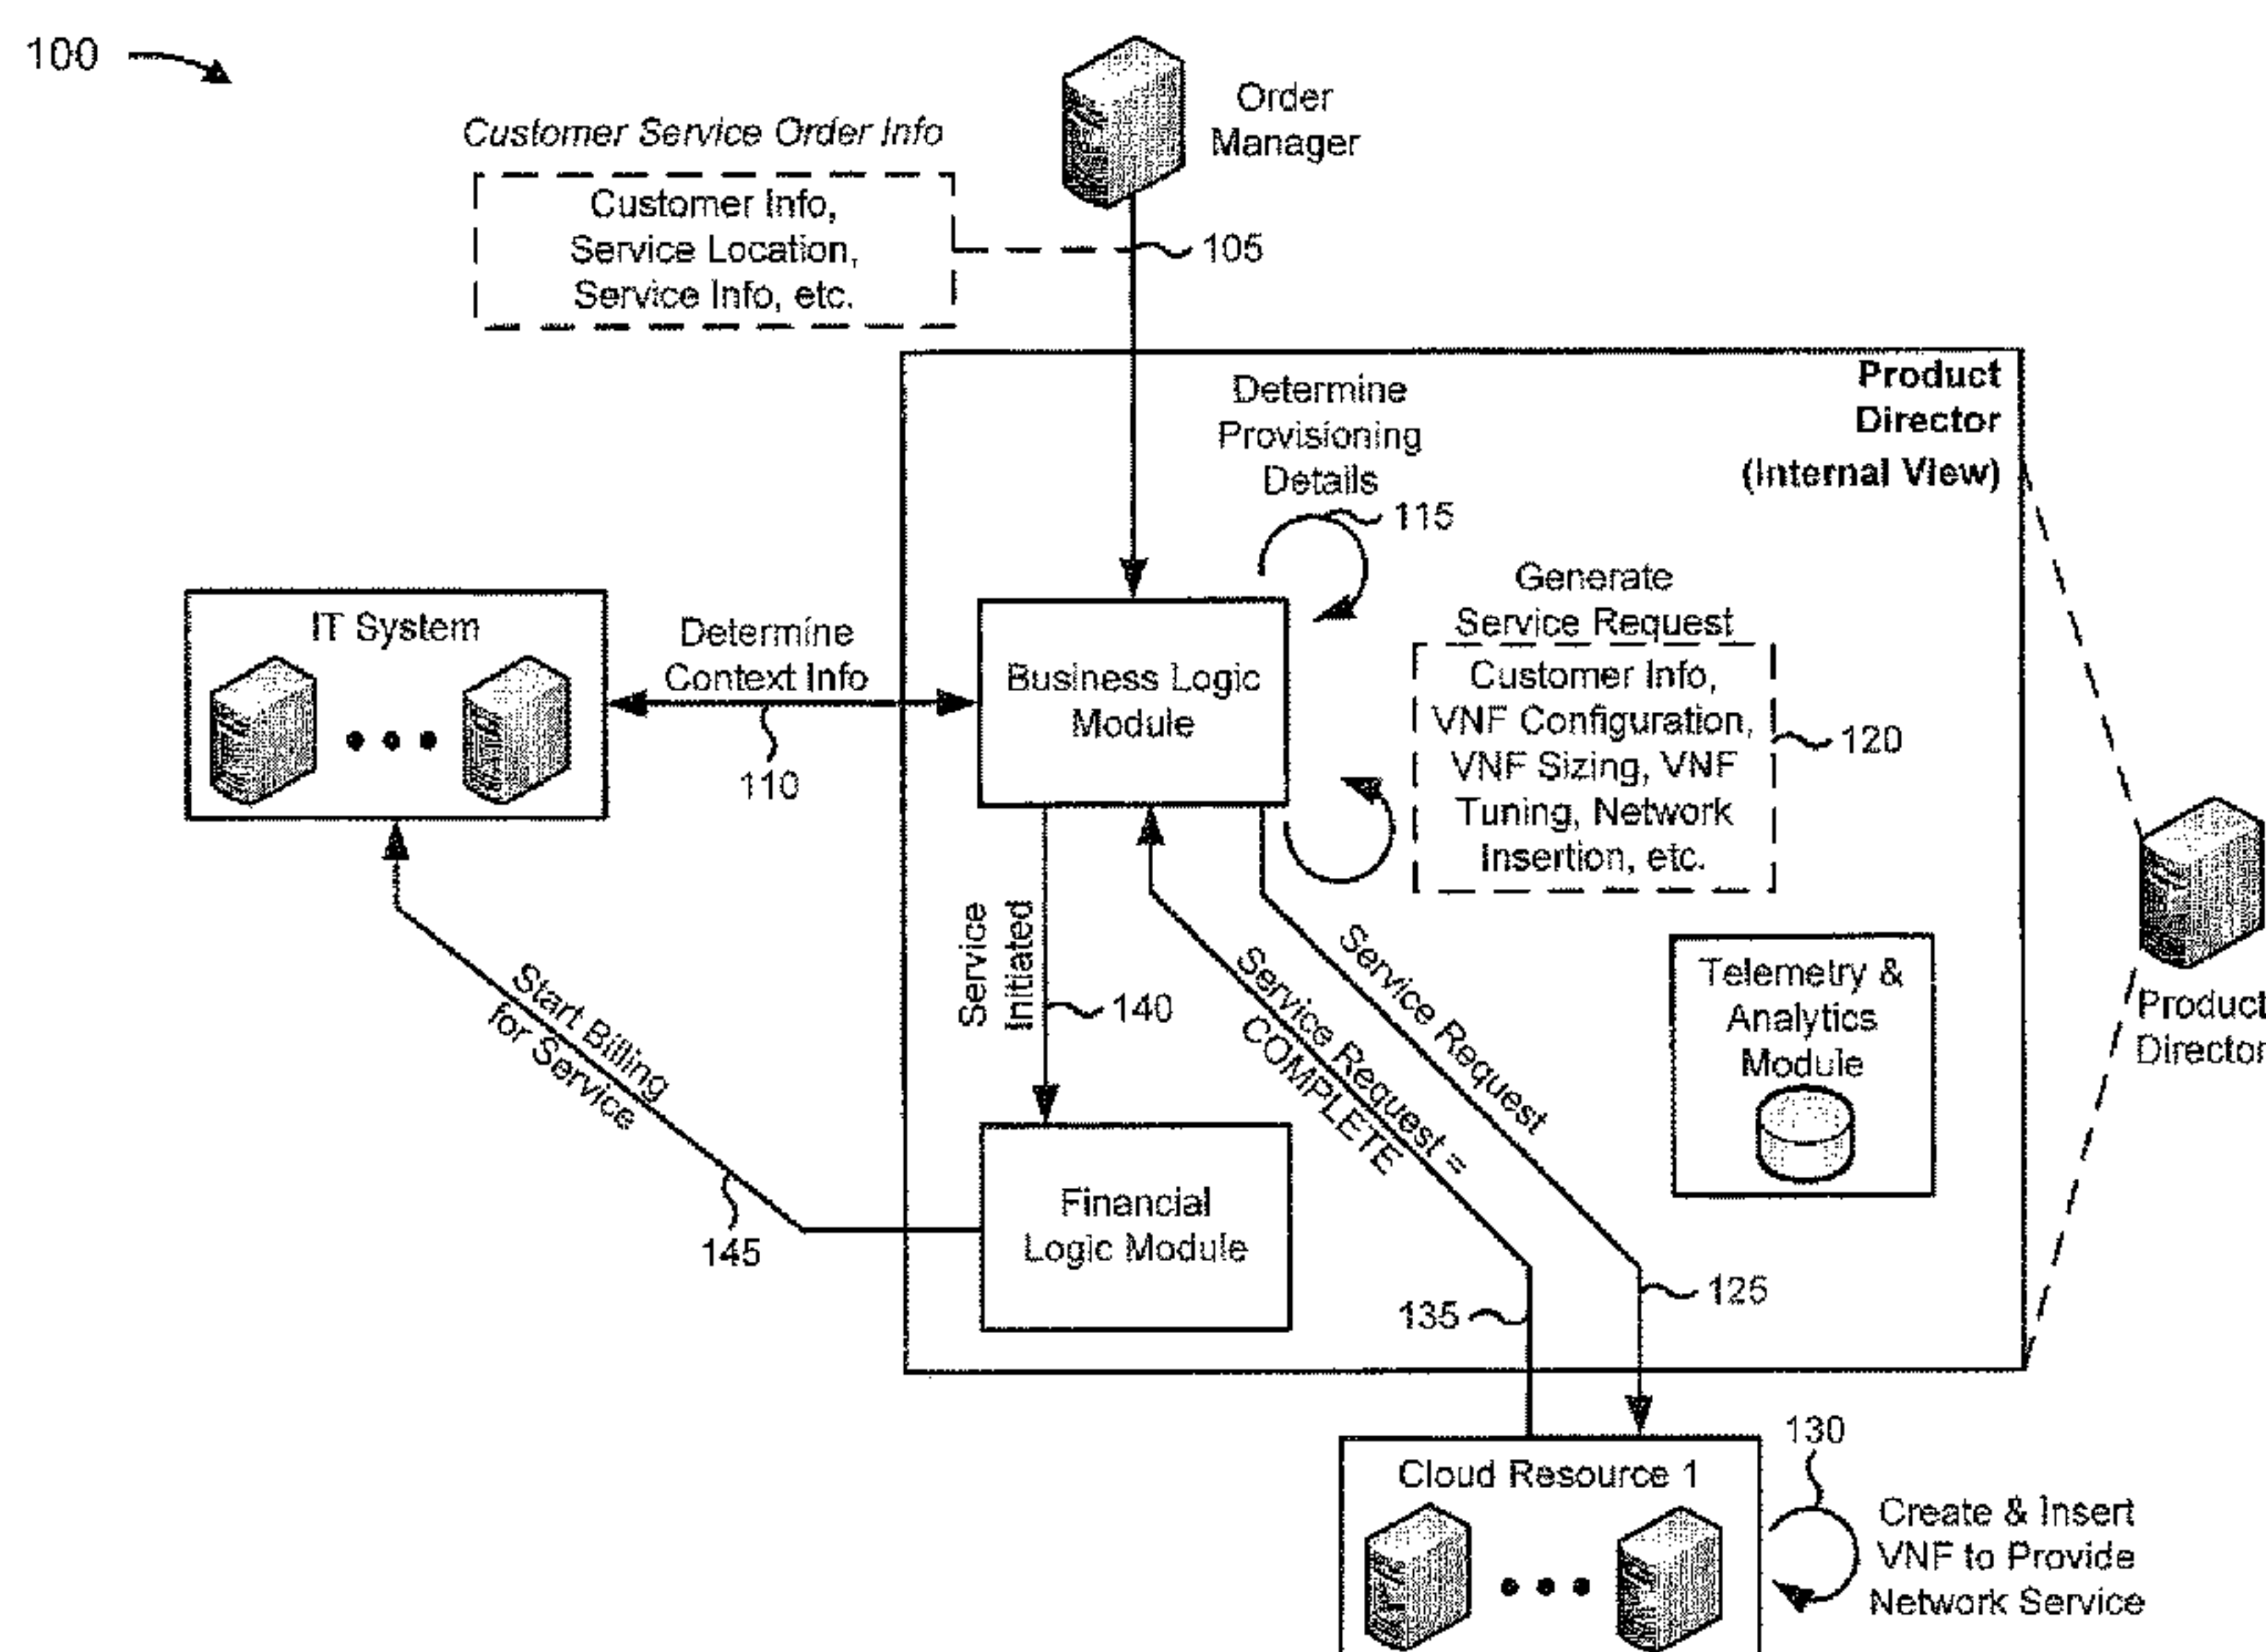 100
Order
Manager
Customer Service Order Info
Customer Info,
Service Location,
Service Info, etc.
105
Product
Director
(Internal View)
Determine
Provisioning
Details
115
IT System
Determine
Context Info
110
Business Logic
Module
Generate
Service Request
Customer Info,
VNF Configuration,
VNF Sizing, VNF
Tuning, Network
Insertion, etc.
120
Service
Initiated
140
Service Request =
COMPLETE
Service Request
Telemetry &
Analytics
Module
Product
Director
Start Billing
for Service
145
Financial
Logic Module
135
125
Cloud Resource 1
130
Create & Insert
VNF to Provide
Network Service